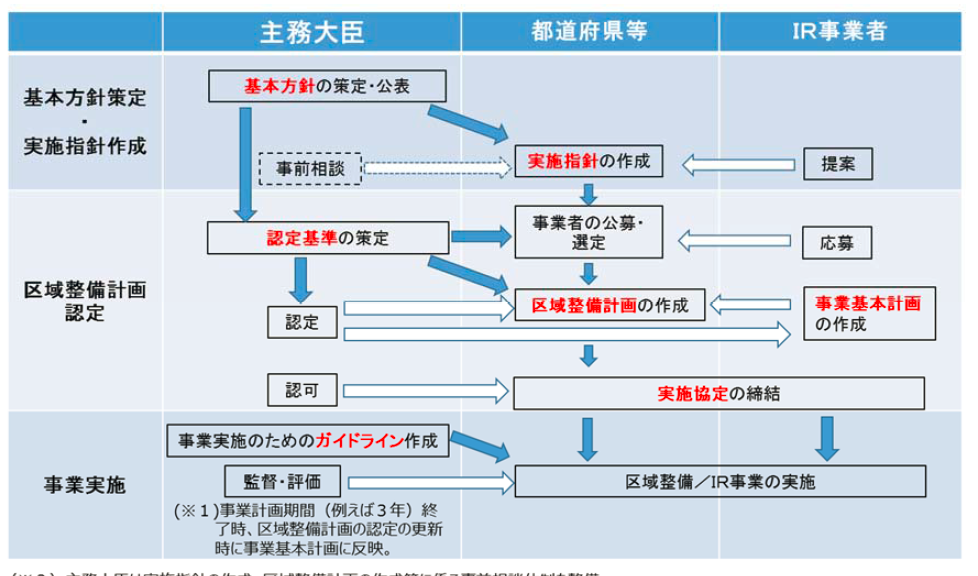 主務大臣
都道府県等
IR事業者
基本方針策定
・
実施指針作成
基本方針の策定・公表
事前相談
実施指針の作成
提案
区域整備計画
認定
認定基準の策定
事業者の公募・
選定
応募
認定
区域整備計画の作成
事業基本計画
の作成
認可
実施協定の締結
事業実施
事業実施のためのガイドライン作成
監督・評価
区域整備／IR事業の実施
(※１)事業計画期間（例えば３年）終
了時、区域整備計画の認定の更新
時に事業基本計画に反映。